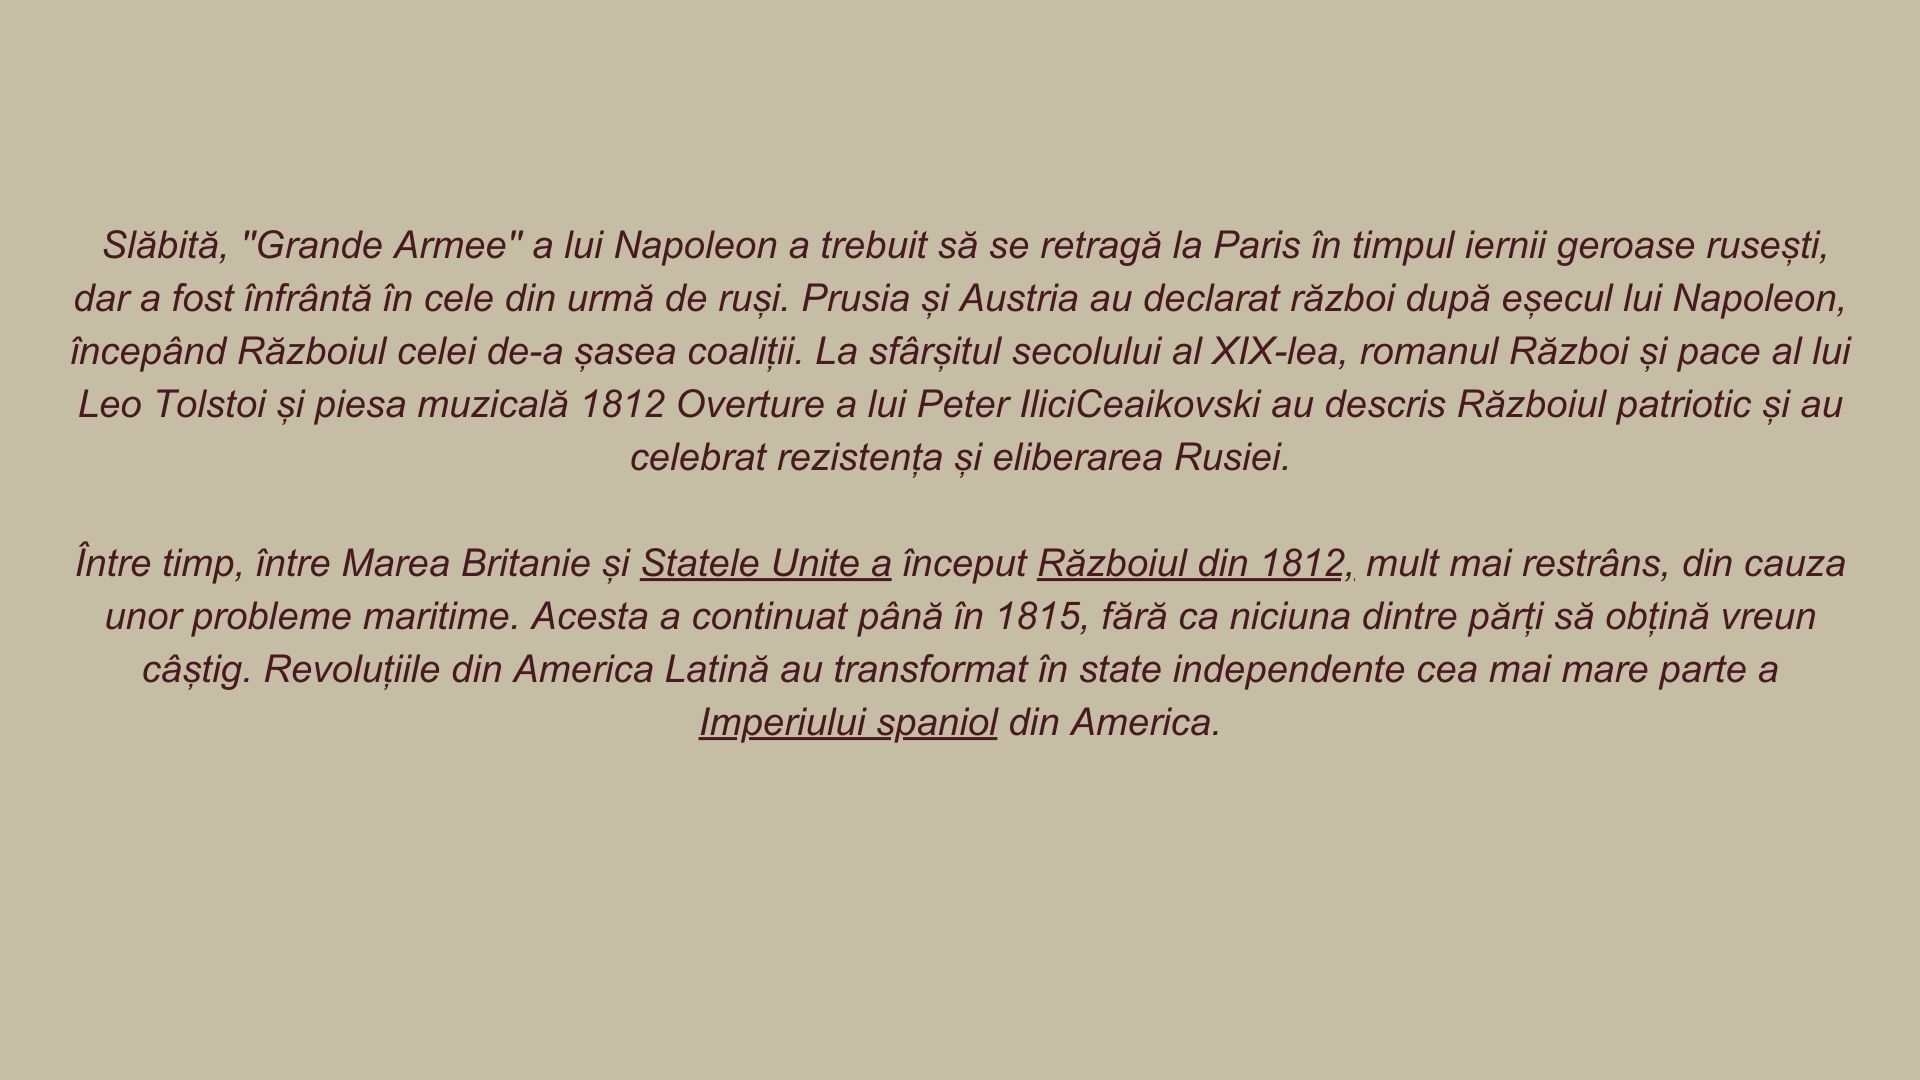 Slăbită, "Grande Armee" a lui Napoleon a trebuit să se retragă la Paris în timpul iernii geroase rusești,
dar a fost înfrântă în cele din urmă de ruși. Prusia și Austria au declarat război după eșecul lui Napoleon,
începând Războiul celei de-a șasea coaliții. La sfârșitul secolului al XIX-lea, romanul Război și pace al lui
Leo Tolstoi și piesa muzicală 1812 Overture a lui Peter IliciCeaikovski au descris Războiul patriotic și au
celebrat rezistența și eliberarea Rusiei.
Între timp, între Marea Britanie și Statele Unite a început Războiul din 1812, mult mai restrâns, din cauza
unor probleme maritime. Acesta a continuat până în 1815, fără ca niciuna dintre părți să obțină vreun
câștig. Revoluțiile din America Latină au transformat în state independente cea mai mare parte a
Imperiului spaniol din America.